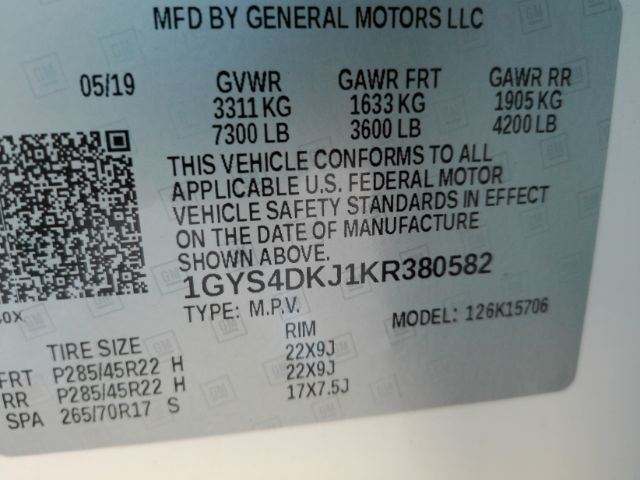 MFD BY GENERAL MOTORS LLC
05/19 GVWR GAWR FRT GAWR RR
3311 KG 1633 KG 1905 KG
7300 LB 3600 LB 4200 LB
THIS VEHICLE CONFORMS TO ALL
APPLICABLE U.S. FEDERAL MOTOR
VEHICLE SAFETY STANDARDS IN EFFECT
ON THE DATE OF MANUFACTURE
SHOWN ABOVE.
1GYS4DKJ1KR380582
TYPE: M.P.V. MODEL: 126K15706
TIRE SIZE RIM
FRT P285/45R22 H 22X9J
RR P285/45R22 H 22X9J
SPA 265/70R17 S 17X7.5J